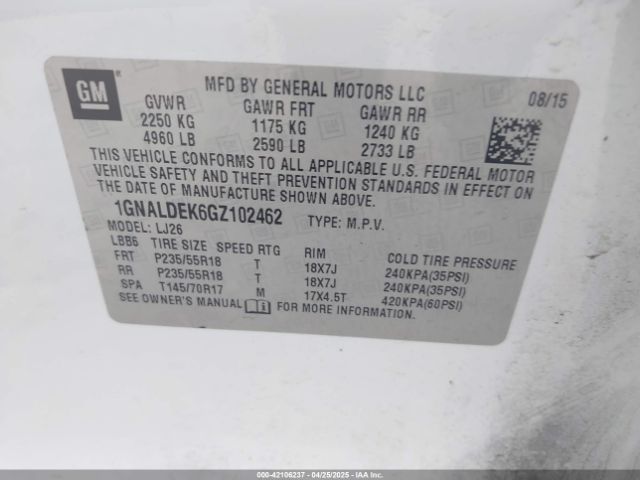 GM ®
MFD BY GENERAL MOTORS LLC 08/15
GVWR GAWR FRT GAWR RR
2250 KG 1175 KG 1240 KG
4960 LB 2590 LB 2733 LB
THIS VEHICLE CONFORMS TO ALL APPLICABLE U.S. FEDERAL MOTOR
VEHICLE SAFETY AND THEFT PREVENTION STANDARDS IN EFFECT ON
THE DATE OF MANUFACTURE SHOWN ABOVE.
1GNALDEK6GZ102462 TYPE: M.P.V.
MODEL: LJ26
LBB6 TIRE SIZE SPEED RTG RIM COLD TIRE PRESSURE
FRT P235/55R18 T 18X7J 240KPA(35PSI)
RR P235/55R18 T 18X7J 240KPA(35PSI)
SPA T145/70R17 M 17X4.5T 420KPA(60PSI)
SEE OWNER'S MANUAL FOR MORE INFORMATION.
000-42106237 - 04/25/2025 - IAAI.COM